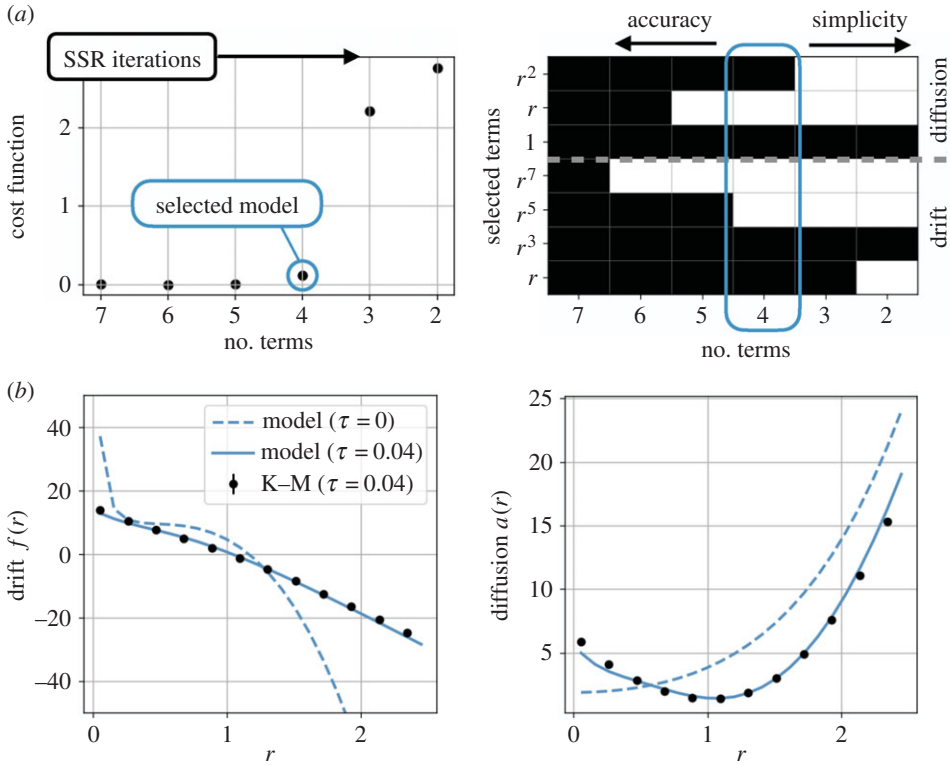 (a)
SSR iterations
selected model
cost function
2
1
0
7 6 5 4 3 2
no. terms
accuracy simplicity
selected terms
r²
r
1
r⁷
r⁵
r³
r
diffusion
drift
7 6 5 4 3 2
no. terms
(b)
drift f(r)
40
20
0
–20
–40
model (τ = 0)
model (τ = 0.04)
K–M (τ = 0.04)
0 1 2
r
diffusion a(r)
25
20
15
10
5
0 1 2
r